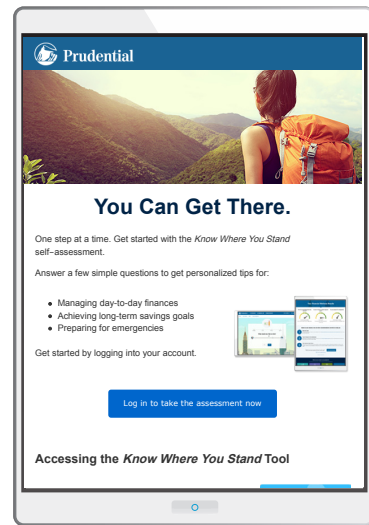 Prudential
You Can Get There.
One step at a time. Get started with the Know Where You Stand
self-assessment.
Answer a few simple questions to get personalized tips for:
Managing day-to-day finances
Achieving long-term savings goals
Preparing for emergencies
Get started by logging into your account.
Log in to take the assessment now
Accessing the Know Where You Stand Tool